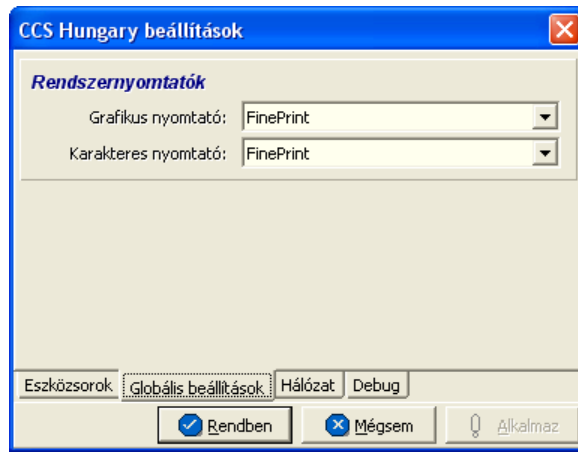 CCS Hungary beállítások
Rendszernyomtatók
Grafikus nyomtató: FinePrint
Karakteres nyomtató: FinePrint
Eszközsorok Globális beállítások Hálózat Debug
Rendben Mégsem Alkalmaz